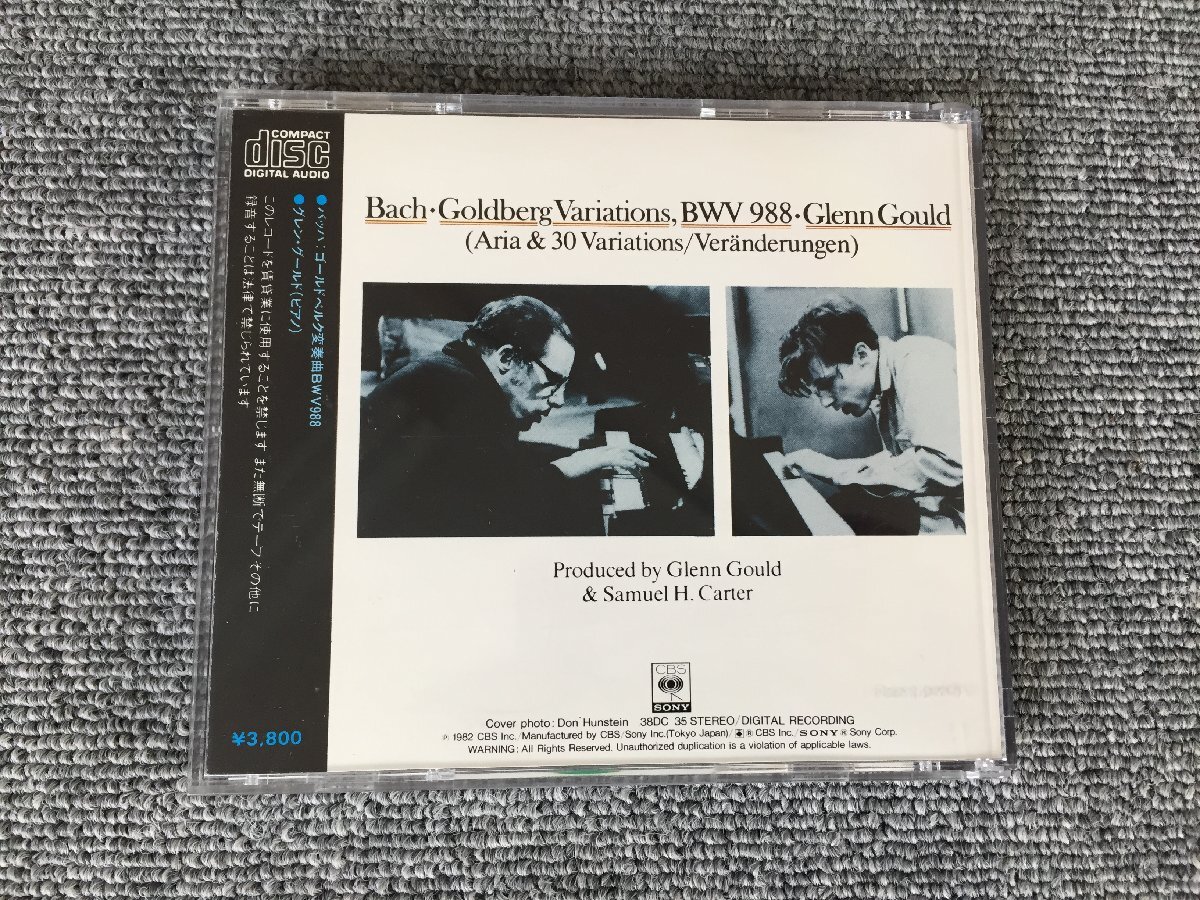 COMPACT
disc
DIGITAL AUDIO
●バッハ:ゴールドベルク変奏曲BWV988
●グレン・グールド(ピアノ)
このレコードを賃貸業に使用することを禁じます また無断でテープその他に
録音することは法律で禁じられています
¥3,800
Bach・Goldberg Variations, BWV 988・Glenn Gould
(Aria & 30 Variations/Veränderungen)
Produced by Glenn Gould
& Samuel H. Carter
CBS
SONY
Cover photo: Don Hunstein 38DC 35 STEREO/DIGITAL RECORDING
℗ 1982 CBS Inc./Manufactured by CBS/Sony Inc.(Tokyo Japan)/ ® CBS Inc./SONY ® Sony Corp.
WARNING: All Rights Reserved. Unauthorized duplication is a violation of applicable laws.